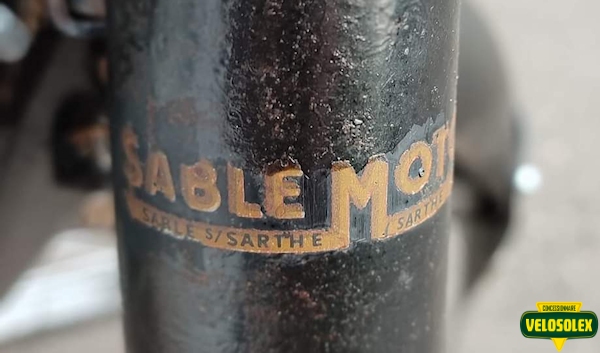 SABLE MOT
SABLE S/SARTHE SARTHE
CONCESSIONNAIRE
VELOSOLEX